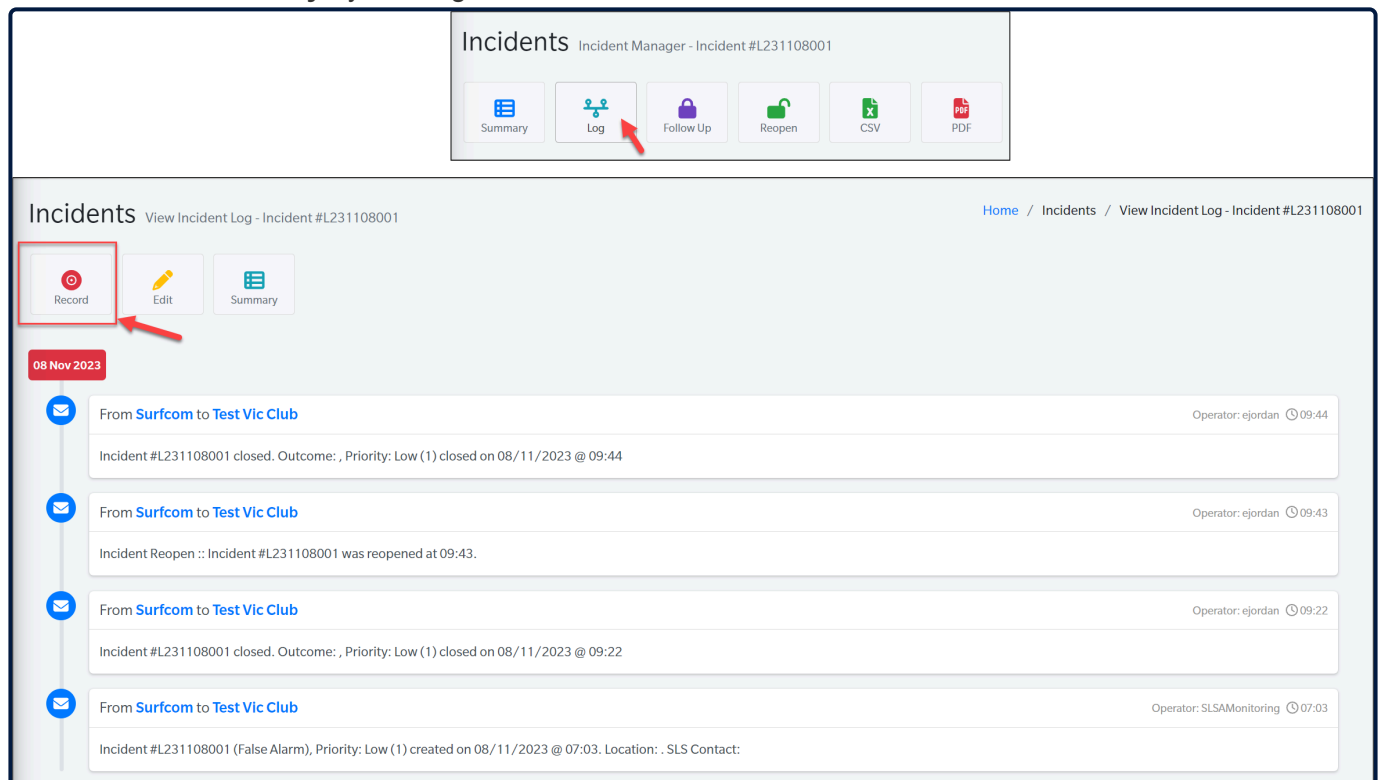 Incidents Incident Manager - Incident #L231108001
Summary Log Follow Up Reopen CSV PDF
Incidents View Incident Log - Incident #L231108001 Home / Incidents / View Incident Log - Incident #L231108001
Record Edit Summary
08 Nov 2023
From Surfcom to Test Vic Club Operator: ejordan 09:44
Incident #L231108001 closed. Outcome: , Priority: Low (1) closed on 08/11/2023 @ 09:44
From Surfcom to Test Vic Club Operator: ejordan 09:43
Incident Reopen :: Incident #L231108001 was reopened at 09:43.
From Surfcom to Test Vic Club Operator: ejordan 09:22
Incident #L231108001 closed. Outcome: , Priority: Low (1) closed on 08/11/2023 @ 09:22
From Surfcom to Test Vic Club Operator: SLSAMonitoring 07:03
Incident #L231108001 (False Alarm), Priority: Low (1) created on 08/11/2023 @ 07:03. Location: . SLS Contact: